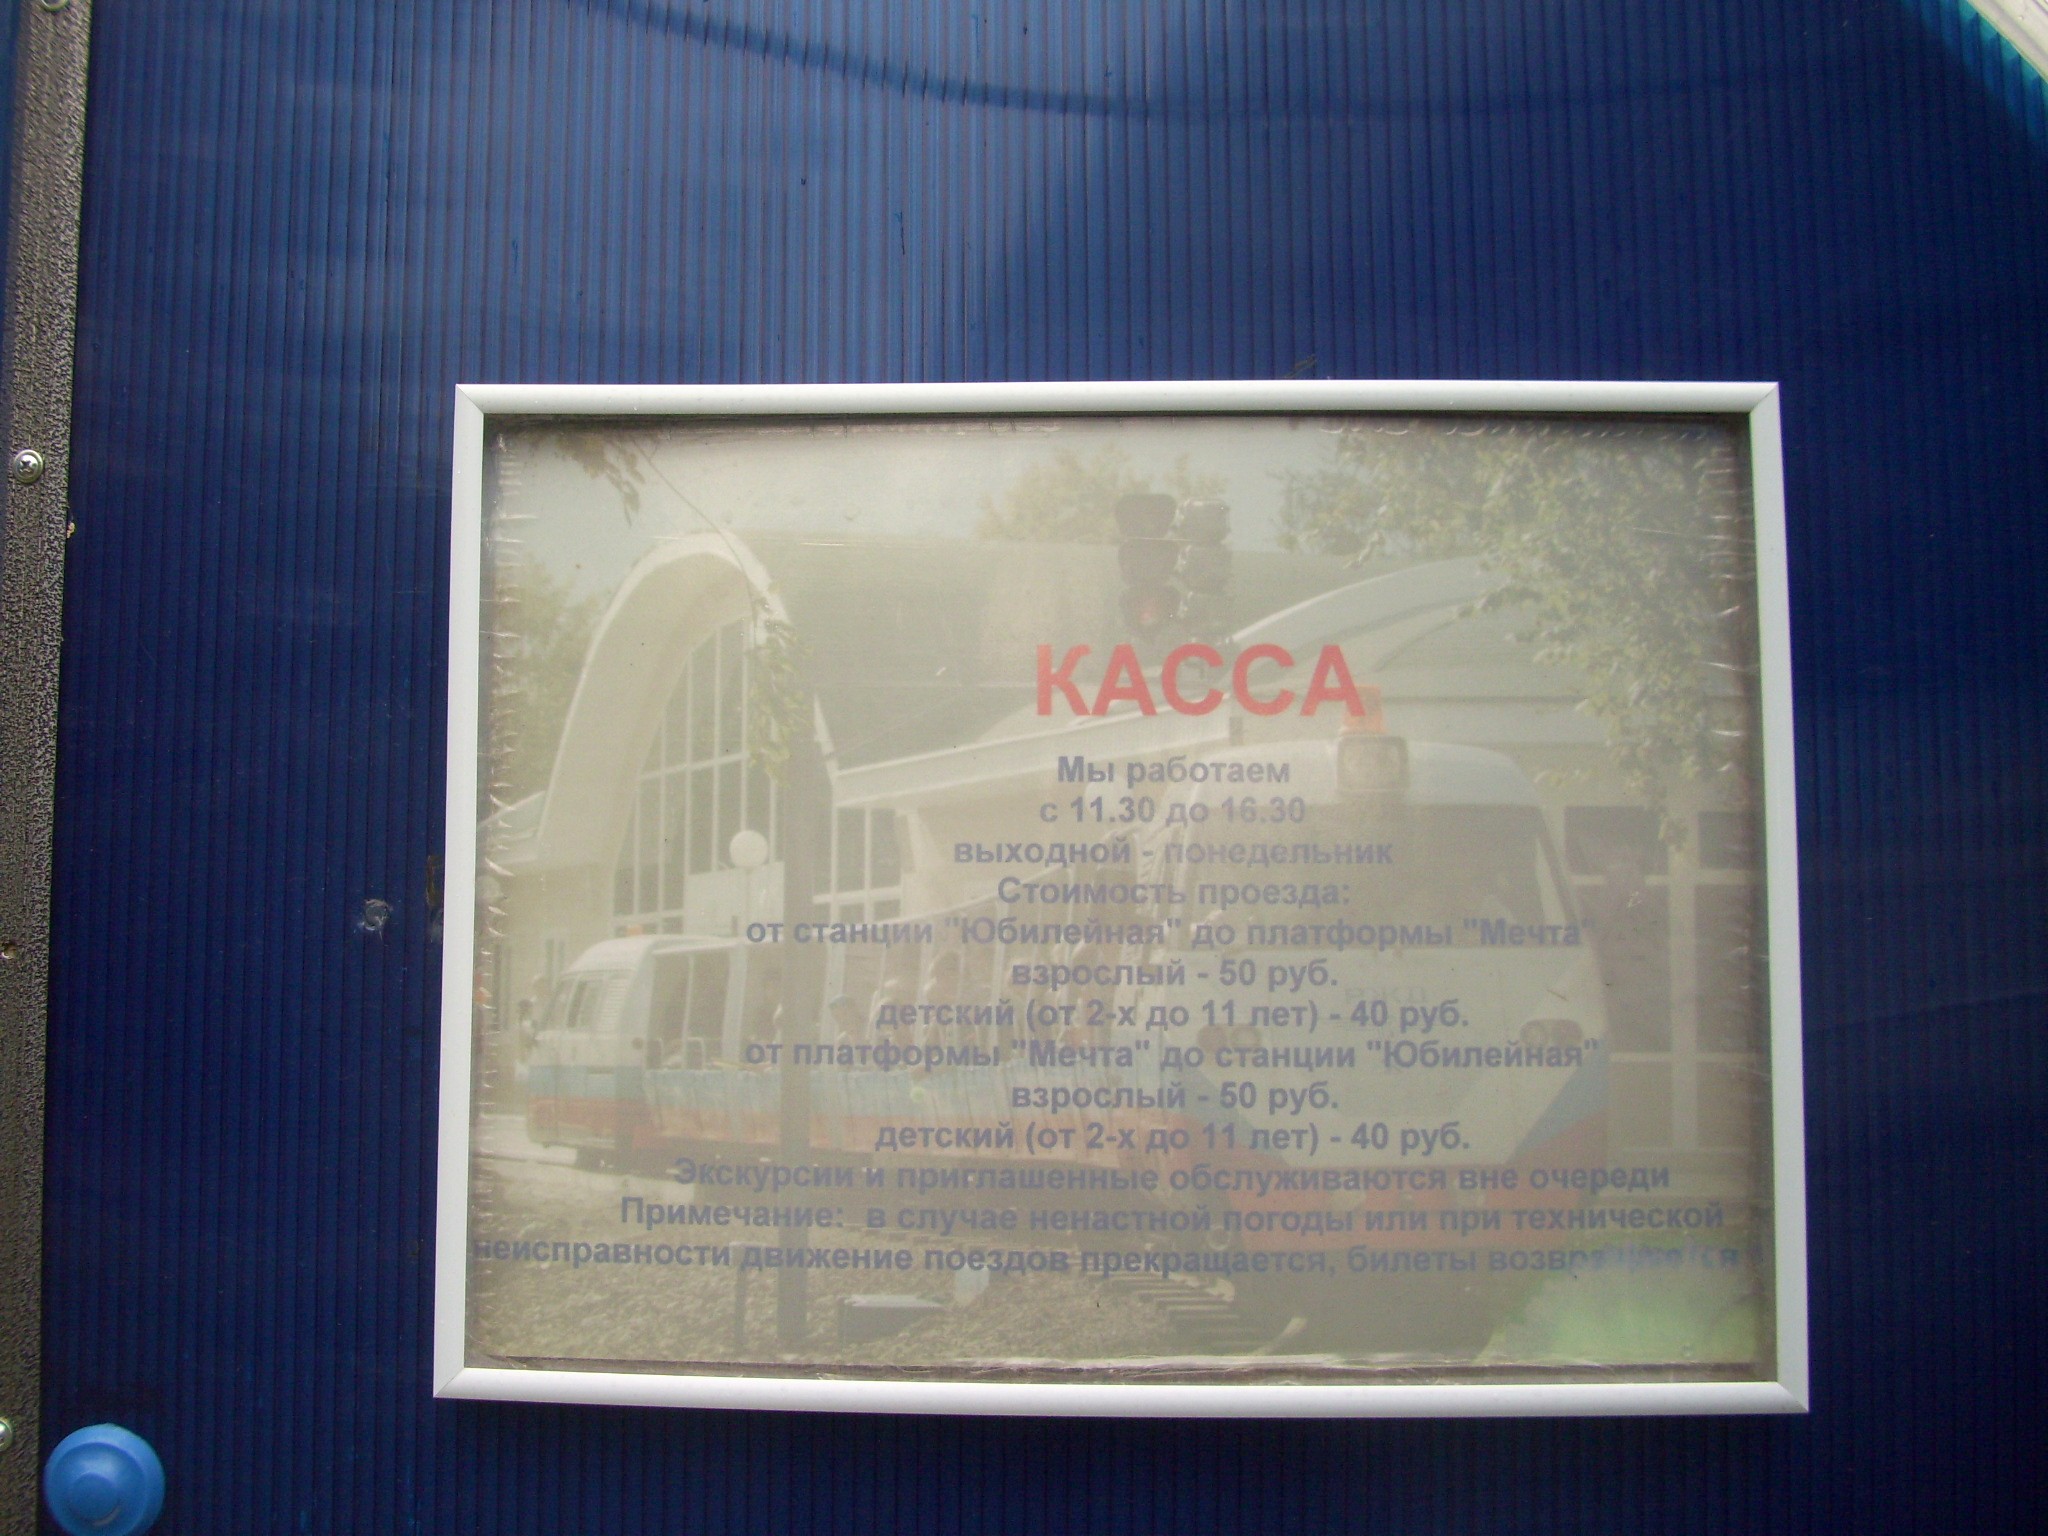 КАССА
Мы работаем
с 11.30 до 16.30
выходной - понедельник
Стоимость проезда:
от станции "Юбилейная" до платформы "Мечта"
взрослый - 50 руб.
детский (от 2-х до 11 лет) - 40 руб.
от платформы "Мечта" до станции "Юбилейная"
взрослый - 50 руб.
детский (от 2-х до 11 лет) - 40 руб.
Экскурсии и приглашенные обслуживаются вне очереди
Примечание: в случае ненастной погоды или при технической
неисправности движение поездов прекращается, билеты